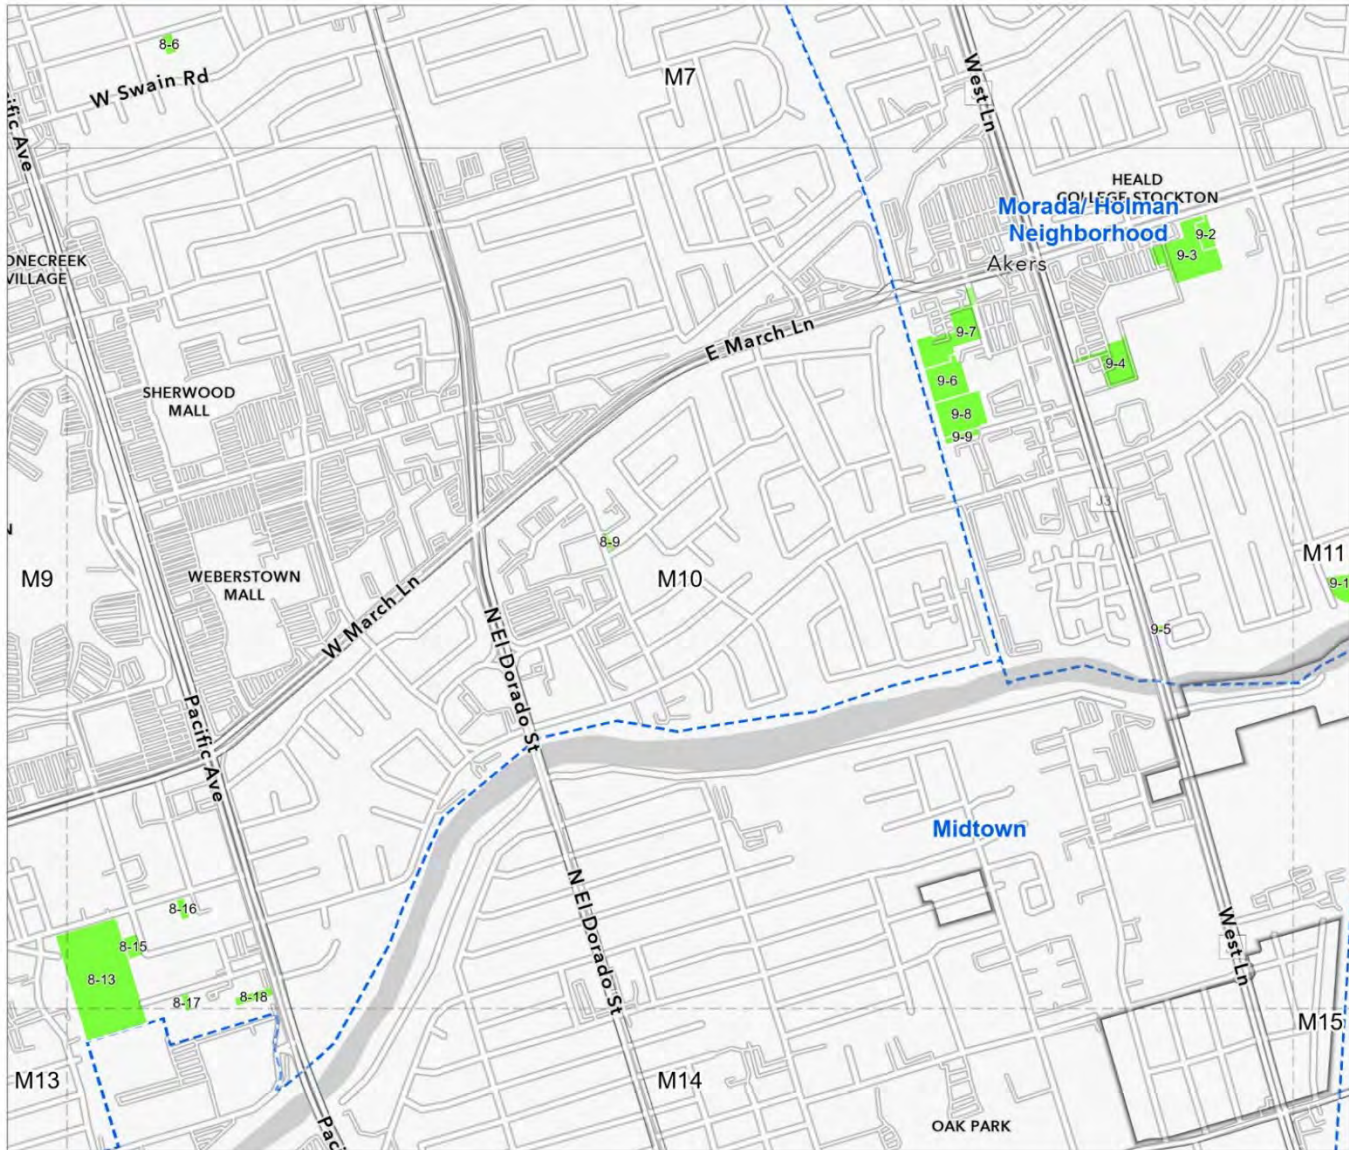 8-6
M7
W Swain Rd
West Ln
cific Ave
HEALD
COLLEGE STOCKTON
Morada/ Holman
Neighborhood
9-2
9-3
ONECREEK
VILLAGE
Akers
E March Ln
9-7
9-4
9-6
SHERWOOD
MALL
9-8
9-9
J3
N
8-9
M9
WEBERSTOWN
MALL
M10
M11
9-1
W March Ln
N El Dorado St
9-5
Pacific Ave
Midtown
8-16
N El Dorado St
8-15
West Ln
8-13
8-17
8-18
M15
M13
M14
Paci
OAK PARK